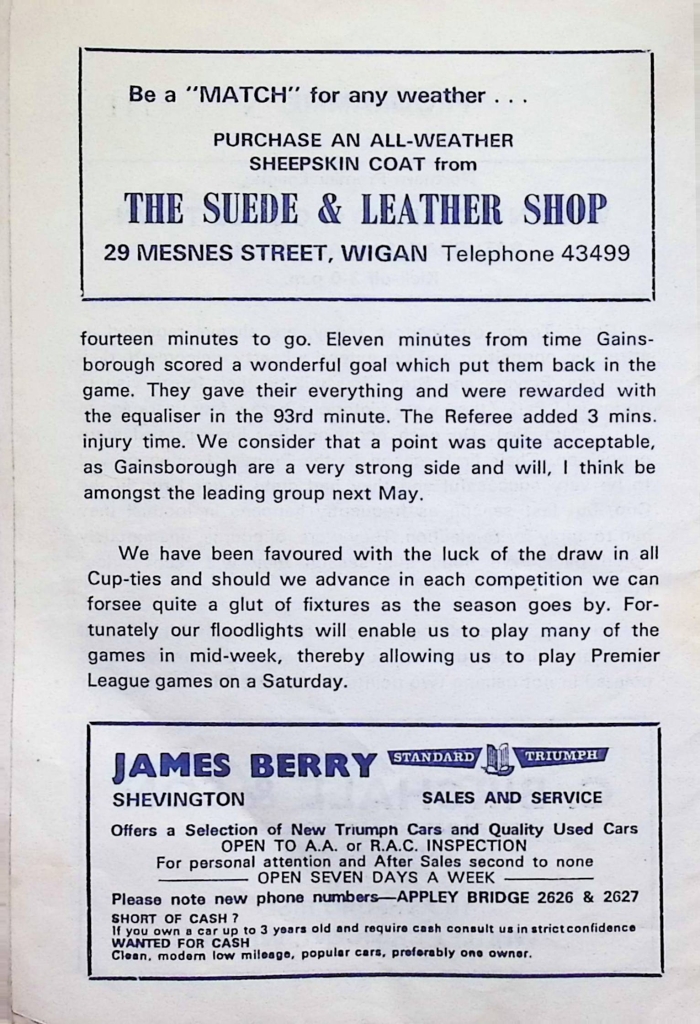 Be a "MATCH" for any weather . . .
PURCHASE AN ALL-WEATHER
SHEEPSKIN COAT from
THE SUEDE & LEATHER SHOP
29 MESNES STREET, WIGAN Telephone 43499
fourteen minutes to go. Eleven minutes from time Gains-
borough scored a wonderful goal which put them back in the
game. They gave their everything and were rewarded with
the equaliser in the 93rd minute. The Referee added 3 mins.
injury time. We consider that a point was quite acceptable,
as Gainsborough are a very strong side and will, I think be
amongst the leading group next May.
We have been favoured with the luck of the draw in all
Cup-ties and should we advance in each competition we can
forsee quite a glut of fixtures as the season goes by. For-
tunately our floodlights will enable us to play many of the
games in mid-week, thereby allowing us to play Premier
League games on a Saturday.
JAMES BERRY STANDARD TRIUMPH
SHEVINGTON SALES AND SERVICE
Offers a Selection of New Triumph Cars and Quality Used Cars
OPEN TO A.A. or R.A.C. INSPECTION
For personal attention and After Sales second to none
OPEN SEVEN DAYS A WEEK
Please note new phone numbers—APPLEY BRIDGE 2626 & 2627
SHORT OF CASH ?
If you own a car up to 3 years old and require cash consult us in strict confidence
WANTED FOR CASH
Clean, modern low mileage, popular cars, preferably one owner.